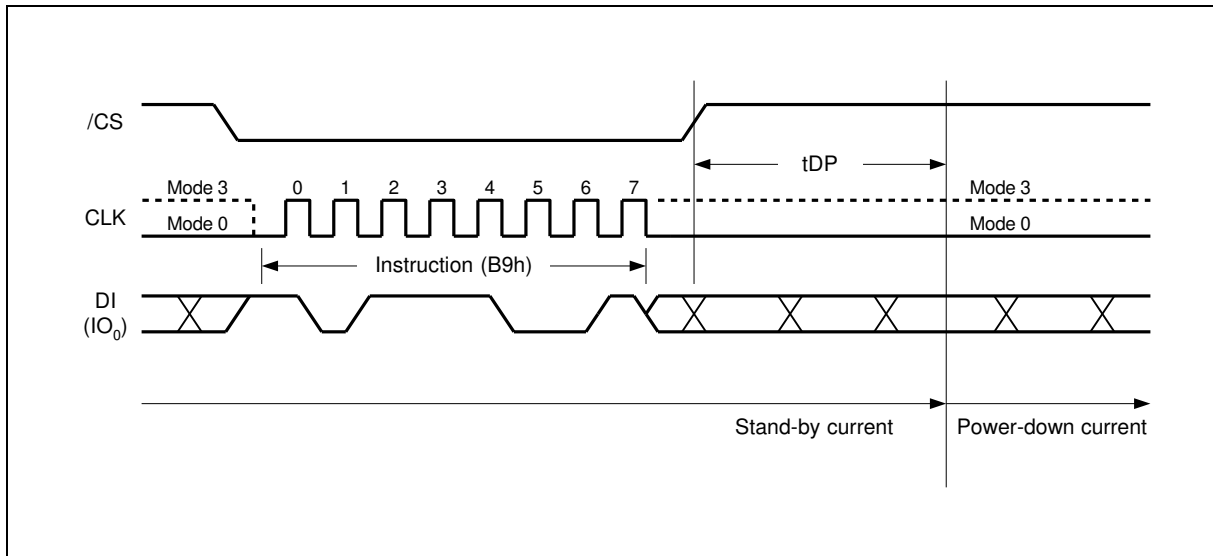 /CS
tDP
Mode 3 0 1 2 3 4 5 6 7 Mode 3
CLK
Mode 0 Mode 0
Instruction (B9h)
DI
(IO0)
Stand-by current Power-down current